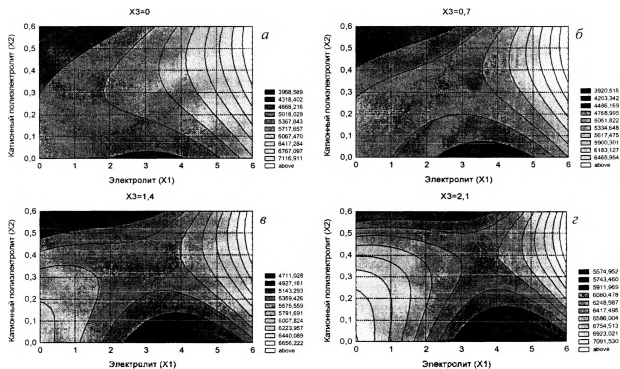 X3=0
а
Катионный полиэлектролит (X2)
0,6
0,5
0,4
0,3
0,2
0,1
0,0
0 1 2 3 4 5 6
Электролит (X1)
3968,589
4318,402
4668,216
5018,029
5367,843
5717,657
6067,470
6417,284
6767,097
7116,911
above
X3=0,7
б
Катионный полиэлектролит (X2)
0,6
0,5
0,4
0,3
0,2
0,1
0,0
0 1 2 3 4 5 6
Электролит (X1)
3920,516
4203,342
4486,169
4768,995
5051,822
5334,648
5617,475
5900,301
6183,127
6465,954
above
X3=1,4
в
Катионный полиэлектролит (X2)
0,6
0,5
0,4
0,3
0,2
0,1
0,0
0 1 2 3 4 5 6
Электролит (X1)
4711,028
4927,161
5143,293
5359,426
5575,559
5791,691
6007,824
6223,957
6440,089
6656,222
above
X3=2,1
г
Катионный полиэлектролит (X2)
0,6
0,5
0,4
0,3
0,2
0,1
0,0
0 1 2 3 4 5 6
Электролит (X1)
5574,952
5743,460
5911,969
6080,478
6248,987
6417,495
6586,004
6754,513
6923,021
7091,530
above